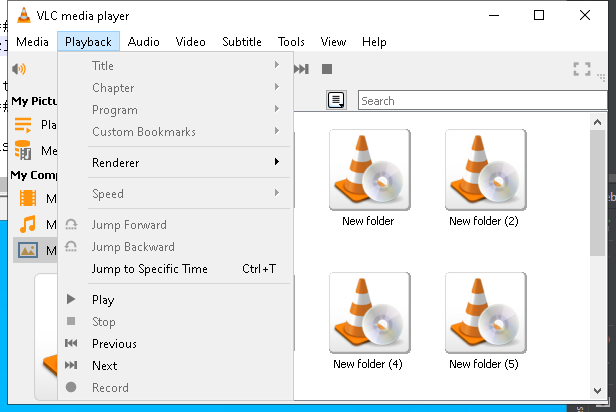 VLC media player
Media Playback Audio Video Subtitle Tools View Help
Title
Chapter
Program
Custom Bookmarks
Renderer
Speed
Jump Forward
Jump Backward
Jump to Specific Time Ctrl+T
Play
Stop
Previous
Next
Record
My Pictu
Pla
Me
My Comp
M
M
M
Search
New folder
New folder (2)
New folder (4)
New folder (5)